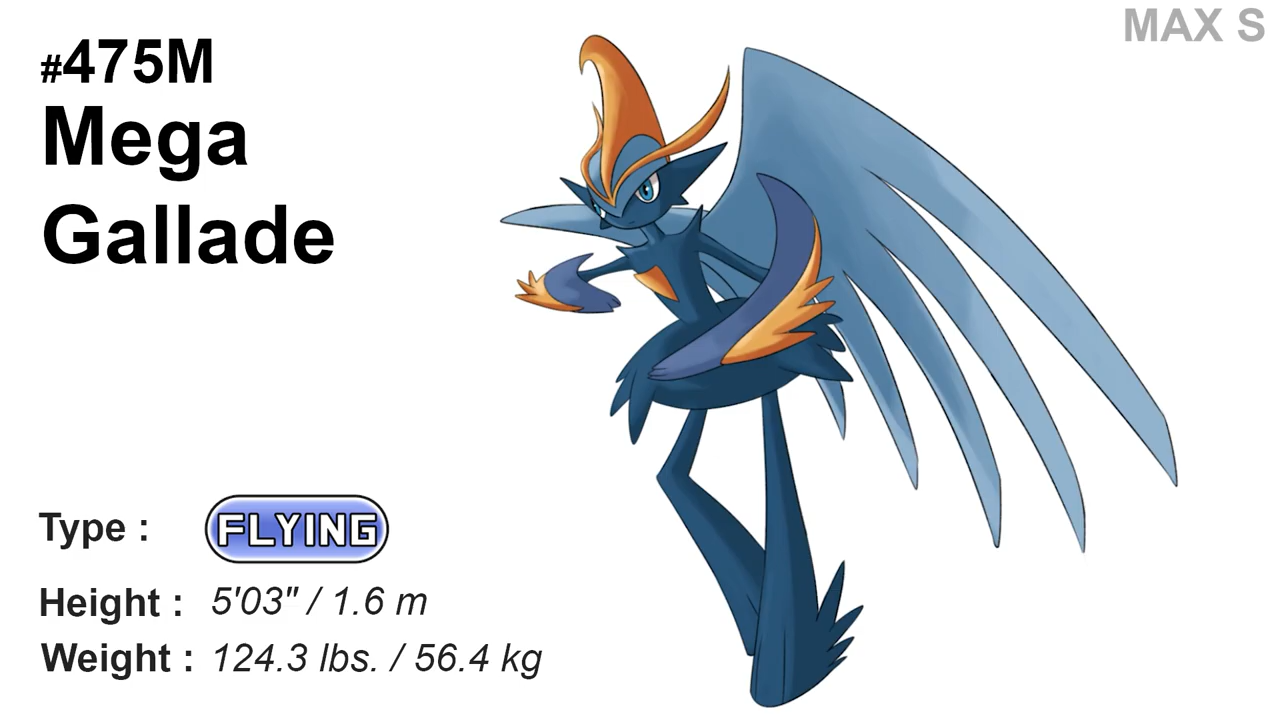 MAX S
#475M
Mega
Gallade
Type : FLYING
Height : 5'03" / 1.6 m
Weight : 124.3 lbs. / 56.4 kg